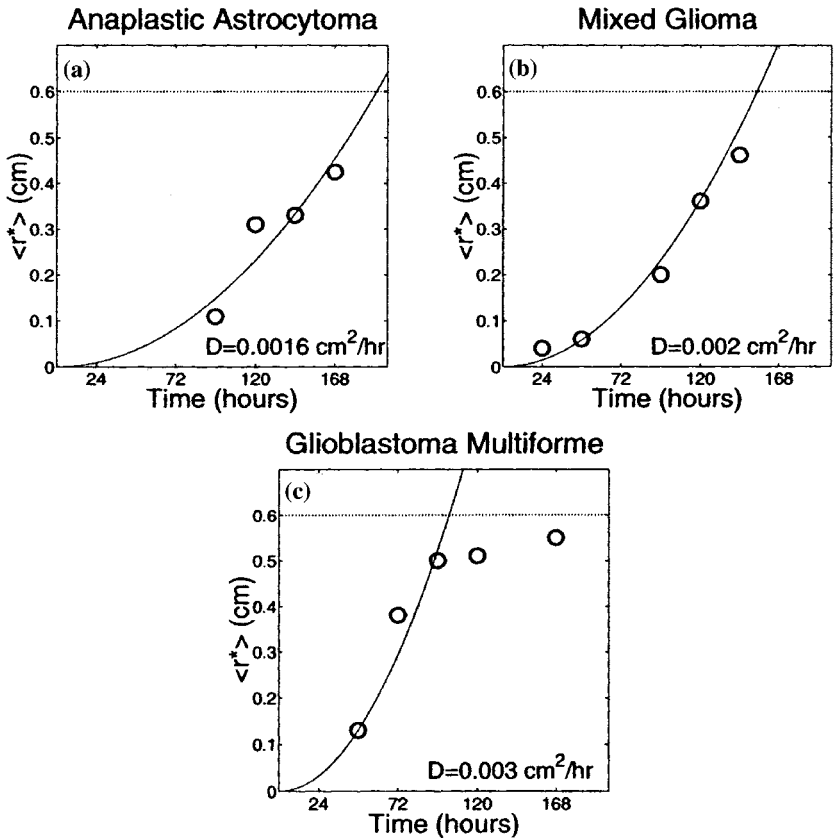 Anaplastic Astrocytoma
(a)
0.6
0.5
0.4
0.3
0.2
0.1
0
<r*> (cm)
D=0.0016 cm²/hr
24 72 120 168
Time (hours)
Mixed Glioma
(b)
0.6
0.5
0.4
0.3
0.2
0.1
0
<r*> (cm)
D=0.002 cm²/hr
24 72 120 168
Time (hours)
Glioblastoma Multiforme
(c)
0.6
0.5
0.4
0.3
0.2
0.1
0
<r*> (cm)
D=0.003 cm²/hr
24 72 120 168
Time (hours)